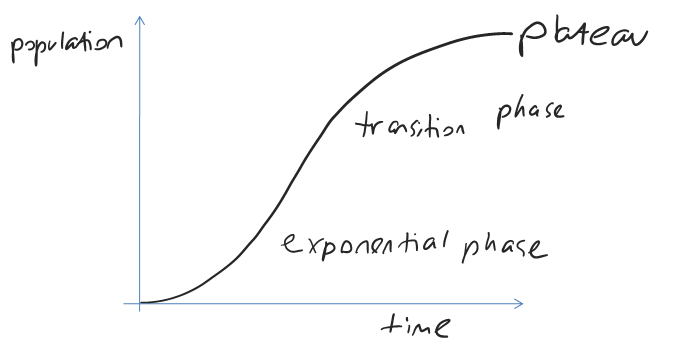 population
plateau
transition phase
exponential phase
time